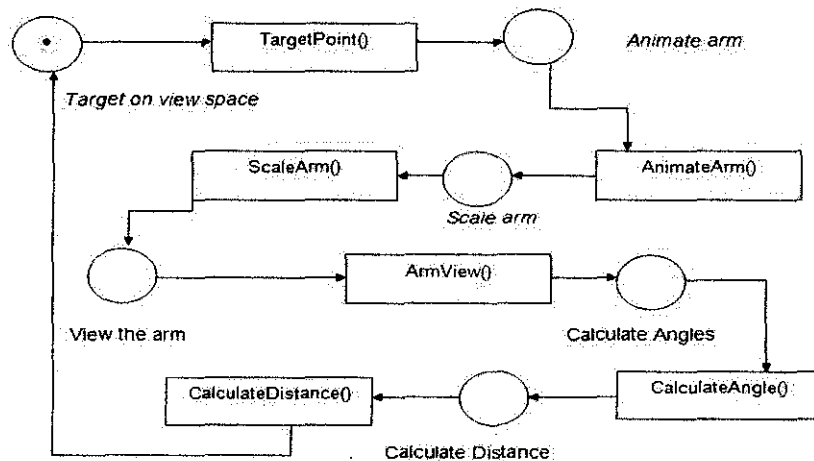 TargetPoint()
Animate arm
Target on view space
ScaleArm()
AnimateArm()
Scale arm
ArmView()
View the arm
Calculate Angles
CalculateDistance()
CalculateAngle()
Calculate Distance